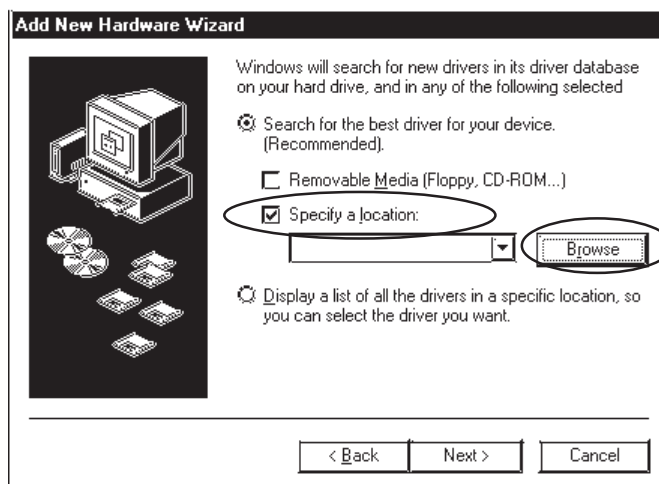 Add New Hardware Wizard
Windows will search for new drivers in its driver database
on your hard drive, and in any of the following selected
Search for the best driver for your device.
(Recommended).
Removable Media (Floppy, CD-ROM...)
Specify a location:
Browse
Display a list of all the drivers in a specific location, so
you can select the driver you want.
< Back
Next >
Cancel